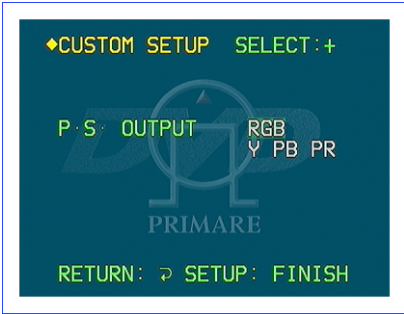 ◆CUSTOM SETUP SELECT:+
P·S· OUTPUT RGB
Y PB PR
PRIMARE
RETURN: ⊋ SETUP: FINISH